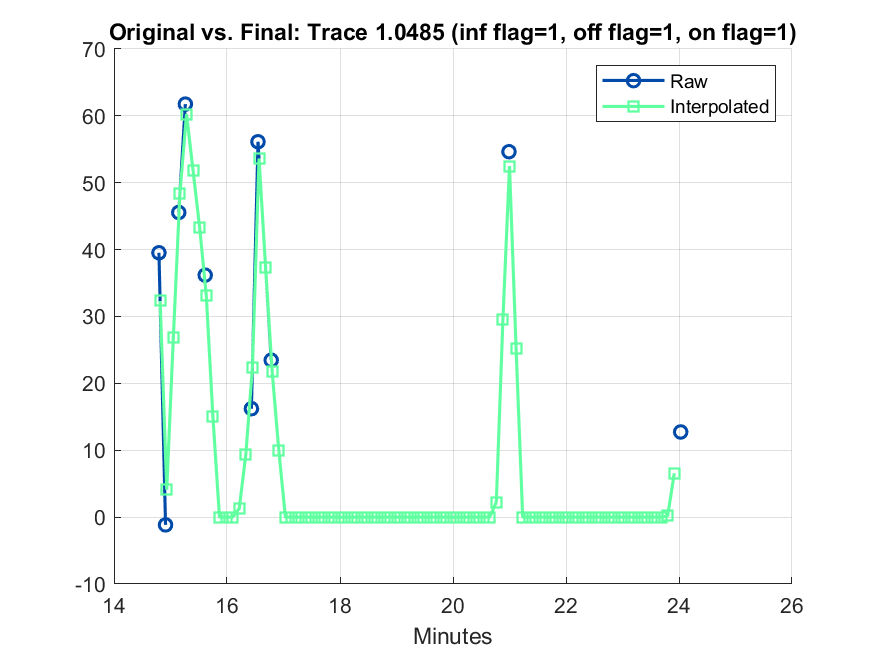 Original vs. Final: Trace 1.0485 (inf flag=1, off flag=1, on flag=1)
70
60
50
40
30
20
10
0
-10
Raw
Interpolated
14 16 18 20 22 24 26
Minutes